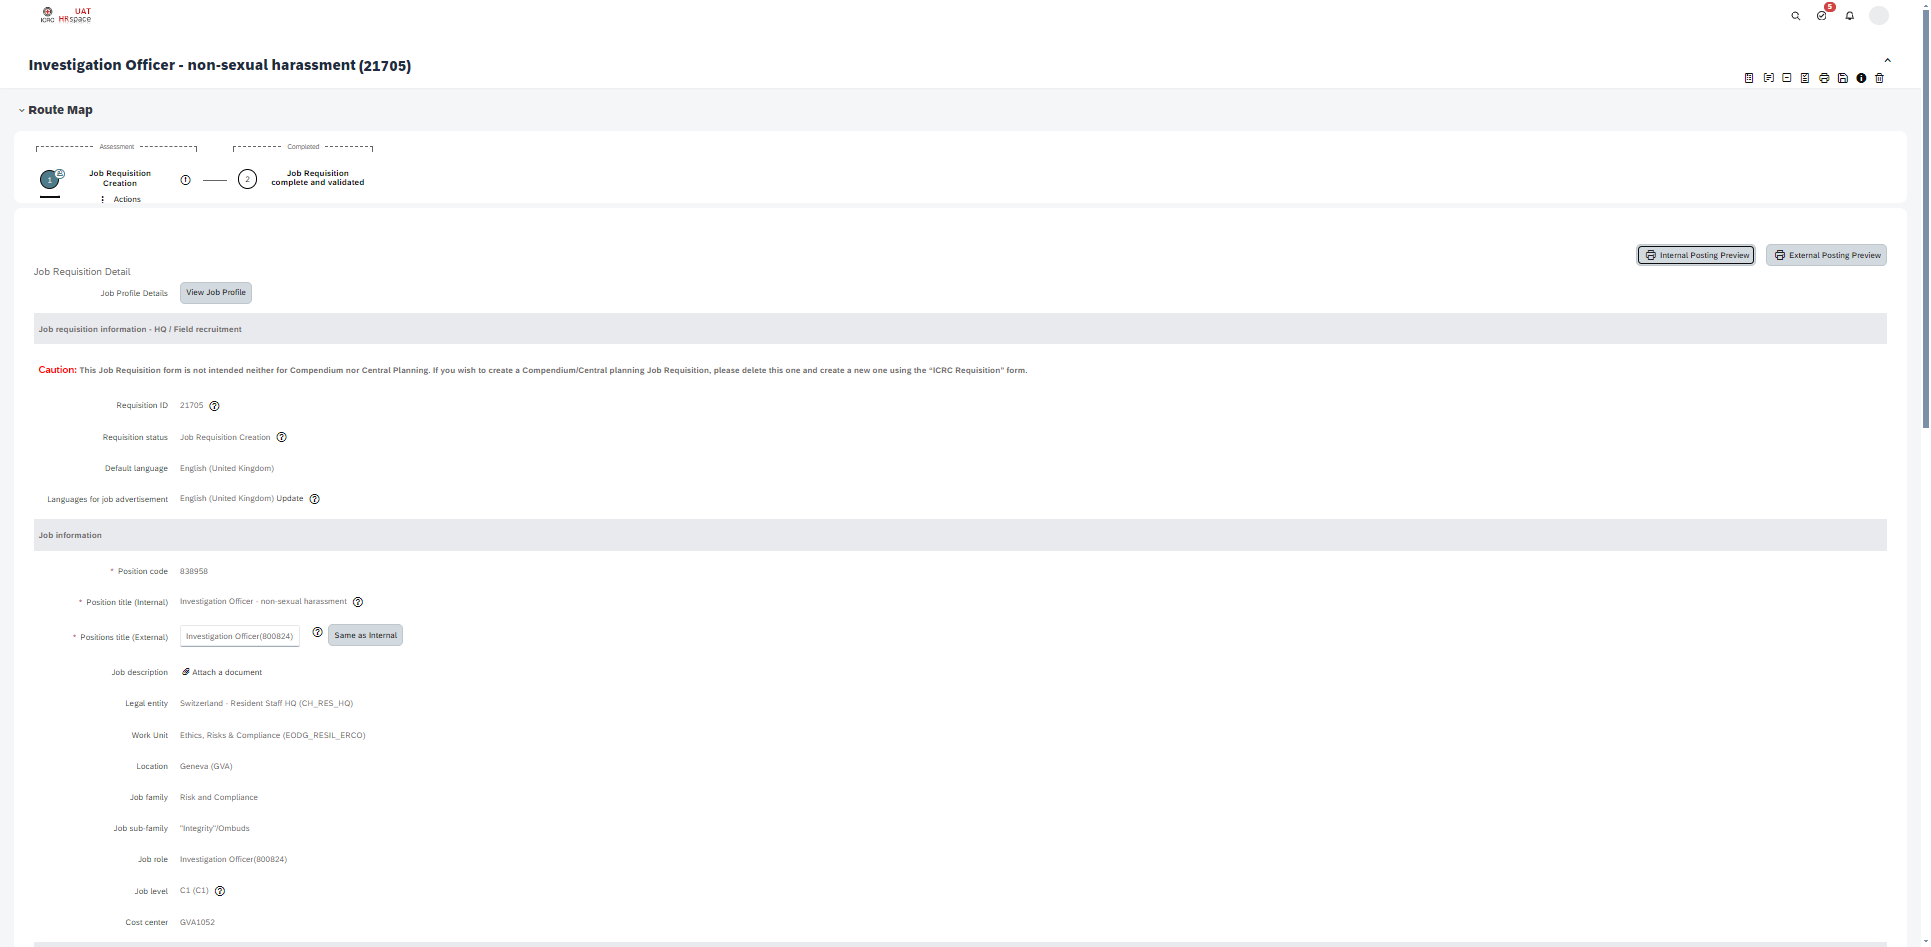 ICRC
UAT
HRspace
5
Investigation Officer - non-sexual harassment (21705)
Route Map
Assessment
Completed
1
Job Requisition
Creation
2
Job Requisition
complete and validated
Actions
Internal Posting Preview
External Posting Preview
Job Requisition Detail
Job Profile Details View Job Profile
Job requisition information - HQ / Field recruitment
Caution: This Job Requisition form is not intended neither for Compendium nor Central Planning. If you wish to create a Compendium/Central planning Job Requisition, please delete this one and create a new one using the “ICRC Requisition” form.
Requisition ID 21705
Requisition status Job Requisition Creation
Default language English (United Kingdom)
Languages for job advertisement English (United Kingdom) Update
Job information
* Position code 838958
* Position title (Internal) Investigation Officer - non-sexual harassment
* Positions title (External) Investigation Officer(800824) Same as Internal
Job description Attach a document
Legal entity Switzerland - Resident Staff HQ (CH_RES_HQ)
Work Unit Ethics, Risks & Compliance (EODG_RESIL_ERCO)
Location Geneva (GVA)
Job family Risk and Compliance
Job sub-family "Integrity"/Ombuds
Job role Investigation Officer(800824)
Job level C1 (C1)
Cost center GVA1052